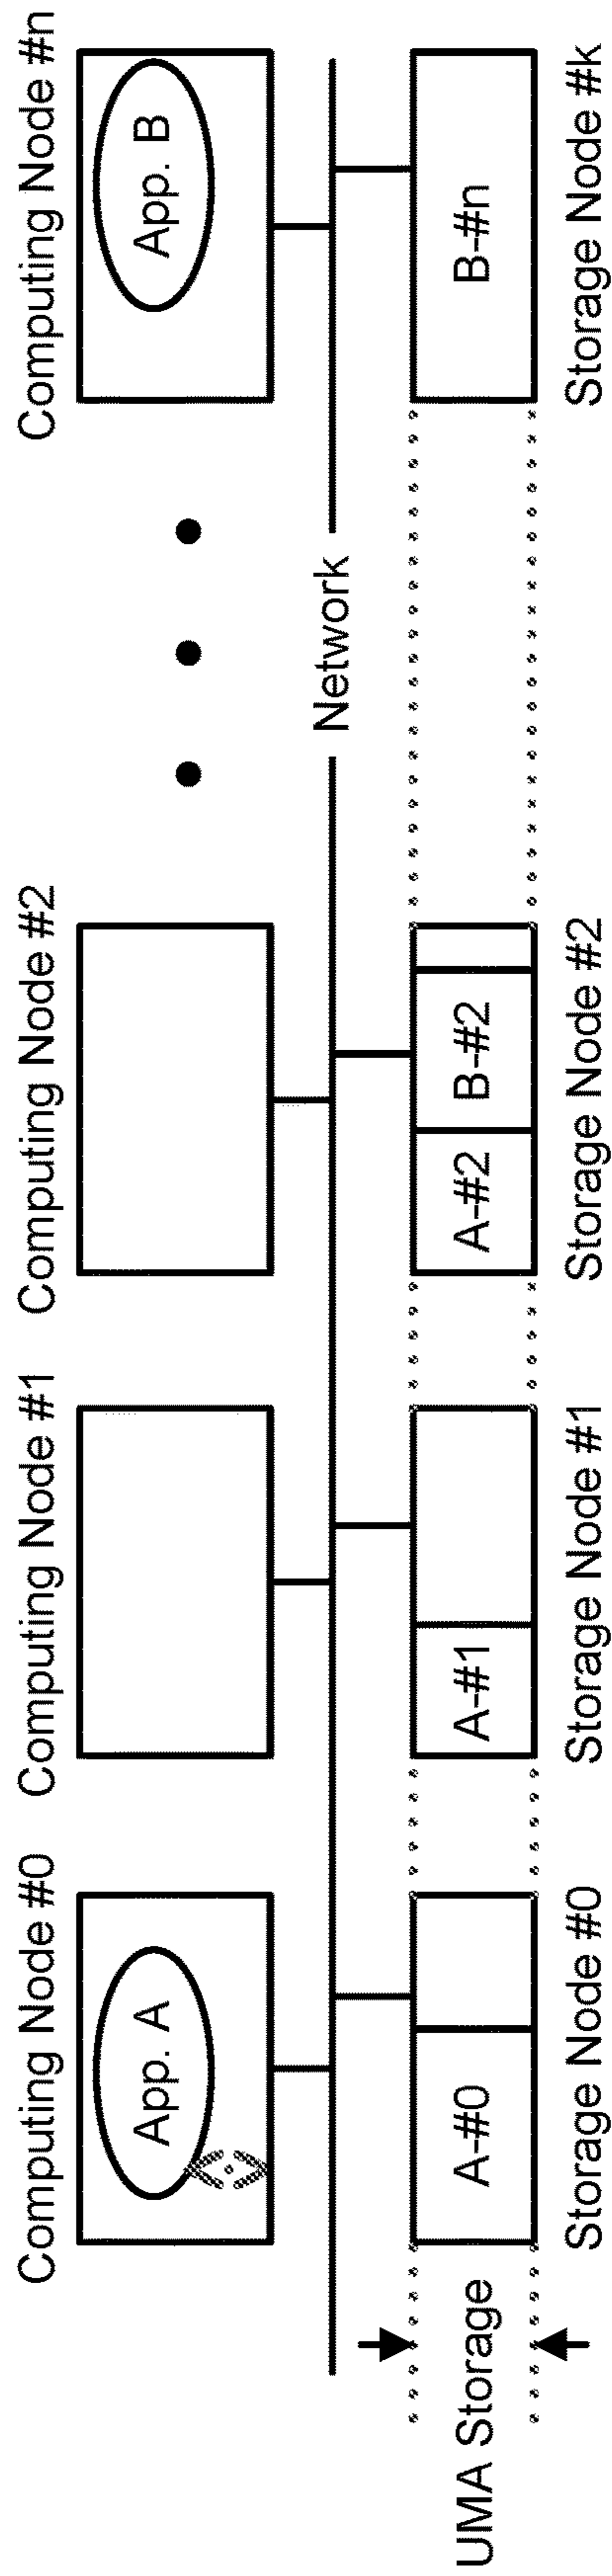 Computing Node #0
Computing Node #1
Computing Node #2
Computing Node #n
App. A
App. B
Network
UMA Storage
A-#0
A-#1
A-#2
B-#2
B-#n
Storage Node #0
Storage Node #1
Storage Node #2
Storage Node #k